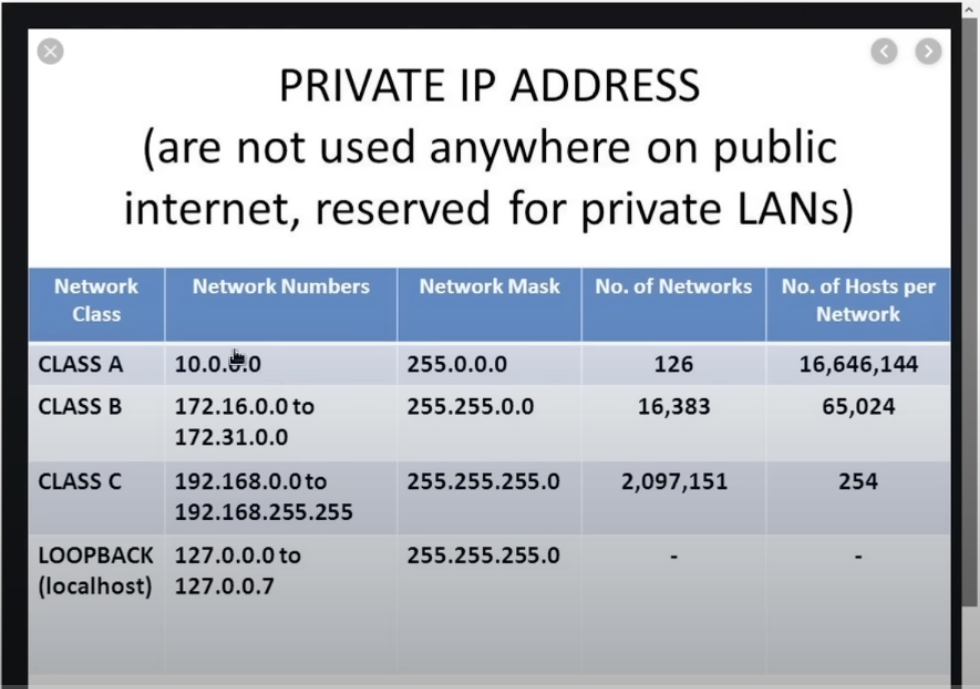 PRIVATE IP ADDRESS
(are not used anywhere on public
internet, reserved for private LANs)
Network Class | Network Numbers | Network Mask | No. of Networks | No. of Hosts per Network
CLASS A | 10.0.0.0 | 255.0.0.0 | 126 | 16,646,144
CLASS B | 172.16.0.0 to 172.31.0.0 | 255.255.0.0 | 16,383 | 65,024
CLASS C | 192.168.0.0 to 192.168.255.255 | 255.255.255.0 | 2,097,151 | 254
LOOPBACK (localhost) | 127.0.0.0 to 127.0.0.7 | 255.255.255.0 | - | -